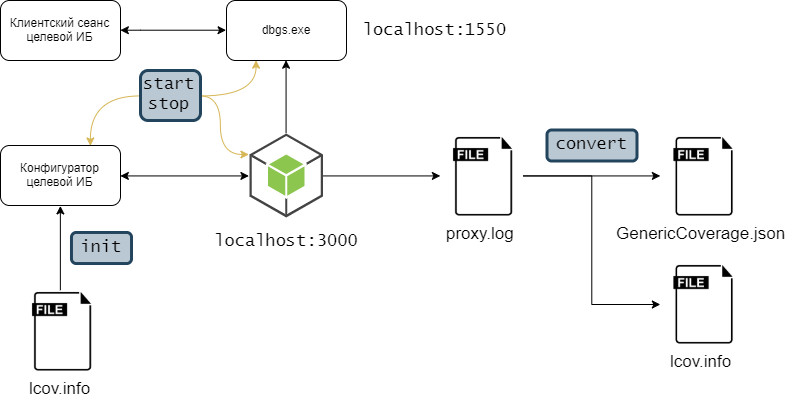 Клиентский сеанс
целевой ИБ
dbgs.exe
localhost:1550
start
stop
Конфигуратор
целевой ИБ
localhost:3000
init
FILE
lcov.info
FILE
proxy.log
convert
FILE
GenericCoverage.json
FILE
lcov.info